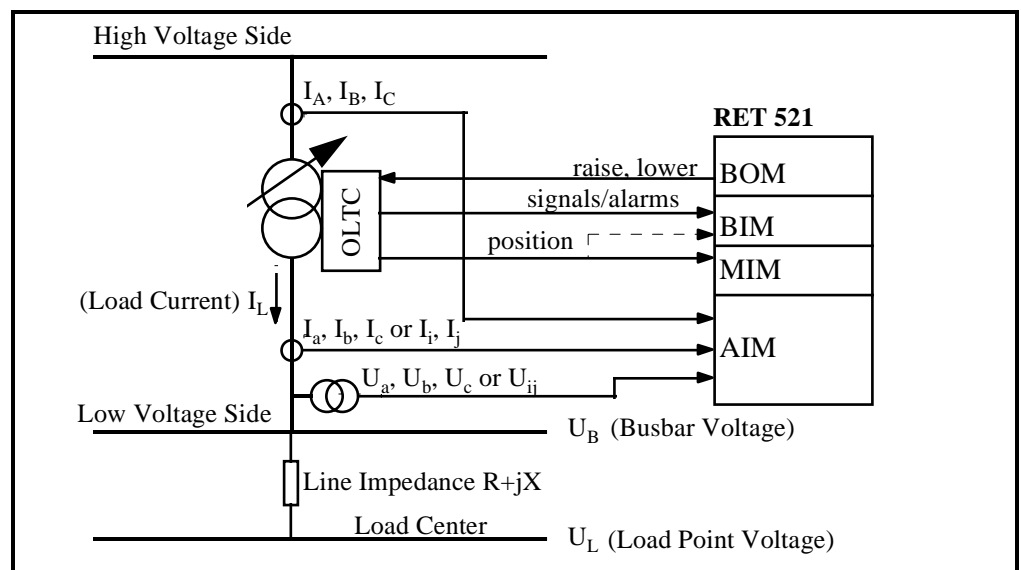 High Voltage Side
I_A, I_B, I_C
RET 521
raise, lower
BOM
signals/alarms
BIM
OLTC
position
MIM
(Load Current) I_L
I_a, I_b, I_c or I_i, I_j
AIM
U_a, U_b, U_c or U_ij
Low Voltage Side
U_B (Busbar Voltage)
Line Impedance R+jX
Load Center
U_L (Load Point Voltage)